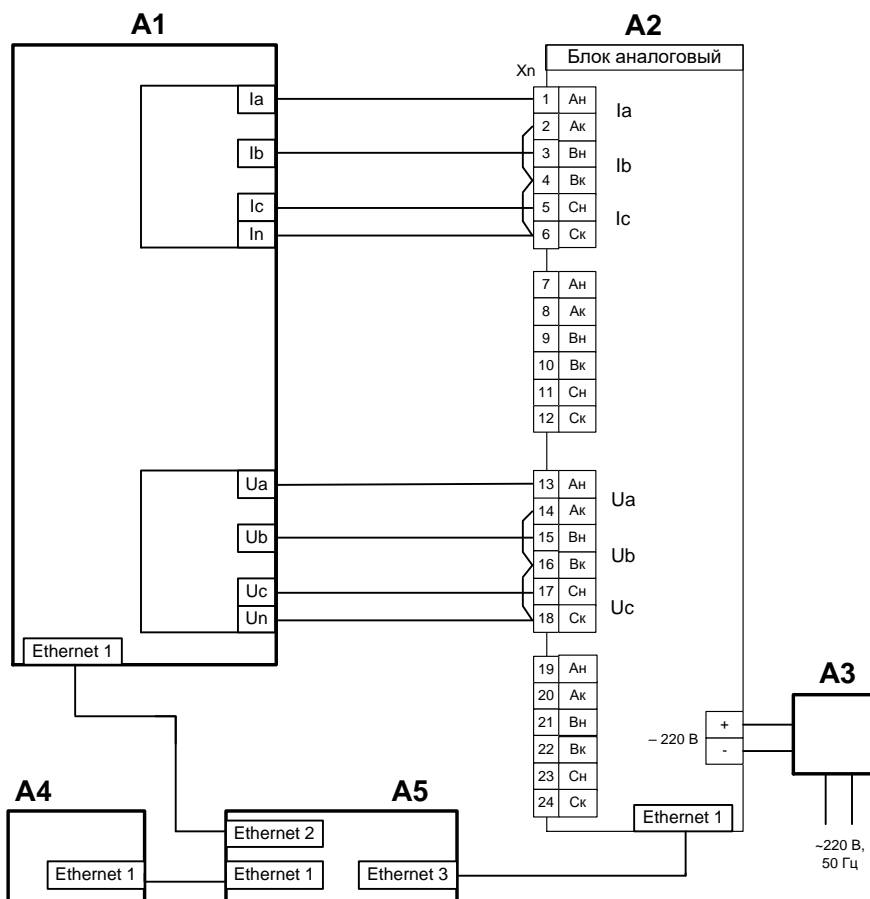 A1
A2
Блок аналоговый
Xn
Ia
1 Ан
Ia
2 Ак
Ib
3 Вн
Ib
4 Вк
Ic
5 Сн
Ic
In
6 Ск
7 Ан
8 Ак
9 Вн
10 Вк
11 Сн
12 Ск
Ua
13 Ан
Ua
14 Ак
Ub
15 Вн
Ub
16 Вк
Uc
17 Сн
Uc
Un
18 Ск
Ethernet 1
19 Ан
20 Ак
21 Вн
22 Вк
23 Сн
24 Ск
A3
– 220 В
+
-
~220 В,
50 Гц
Ethernet 1
A4
A5
Ethernet 2
Ethernet 1
Ethernet 1
Ethernet 3